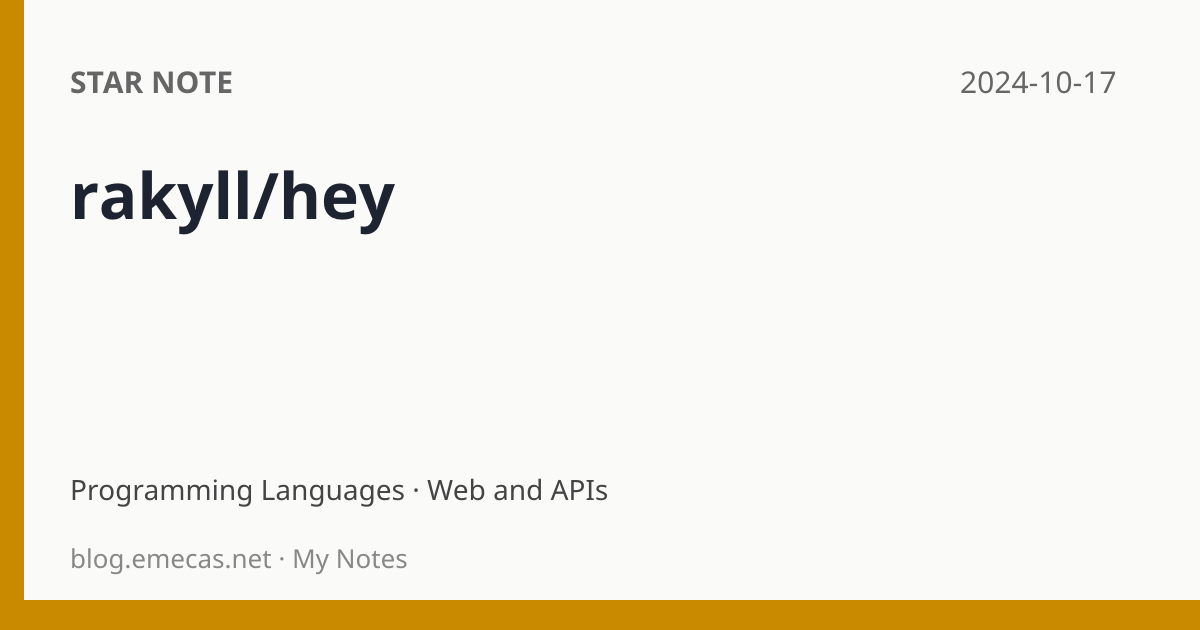 STAR NOTE
2024-10-17
rakyll/hey
Programming Languages · Web and APIs
blog.emecas.net · My Notes